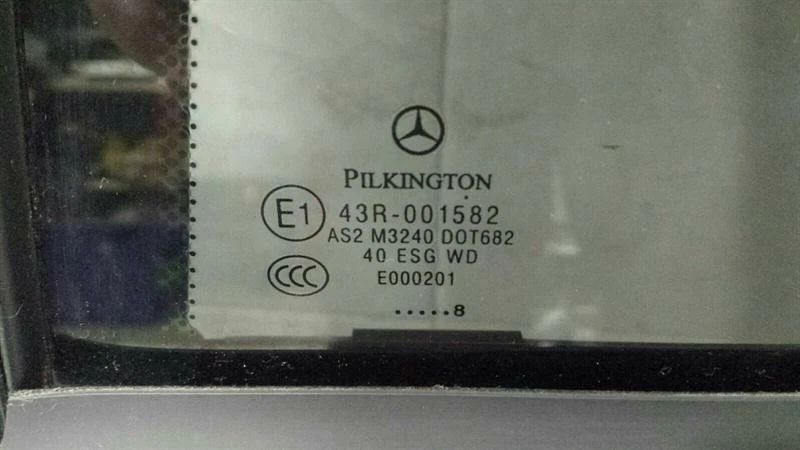 PILKINGTON
E1 43R-001582
AS2 M3240 DOT682
40 ESG WD
CCC E000201
.....8